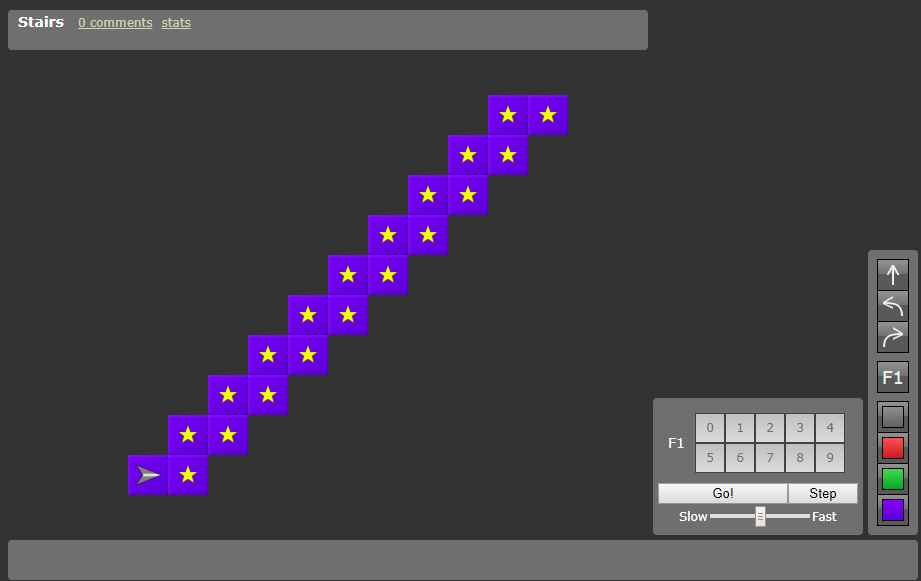 Stairs 0 comments stats
F1
F1
0 1 2 3 4
5 6 7 8 9
Go! Step
Slow Fast